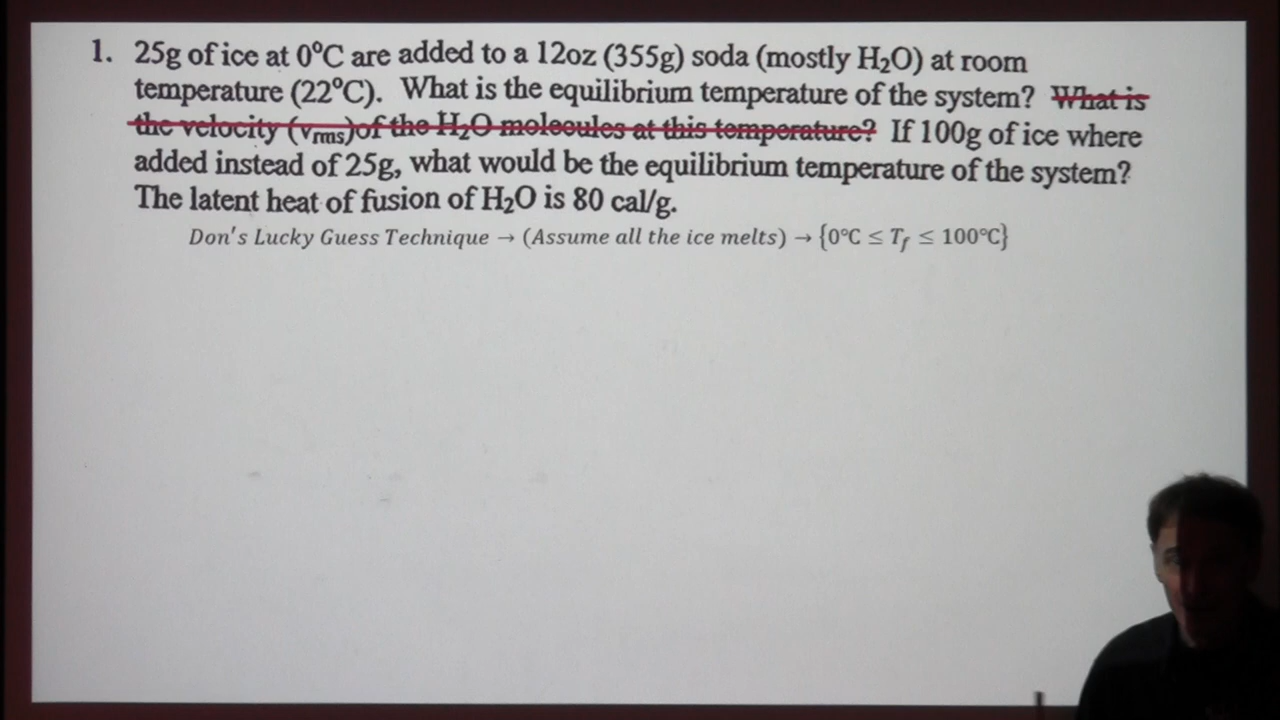 1. 25g of ice at 0°C are added to a 12oz (355g) soda (mostly H₂O) at room
temperature (22°C). What is the equilibrium temperature of the system? What is
the velocity (vrms)of the H₂O molecules at this temperature? If 100g of ice where
added instead of 25g, what would be the equilibrium temperature of the system?
The latent heat of fusion of H₂O is 80 cal/g.
Don's Lucky Guess Technique → (Assume all the ice melts) → {0°C ≤ Tf ≤ 100°C}